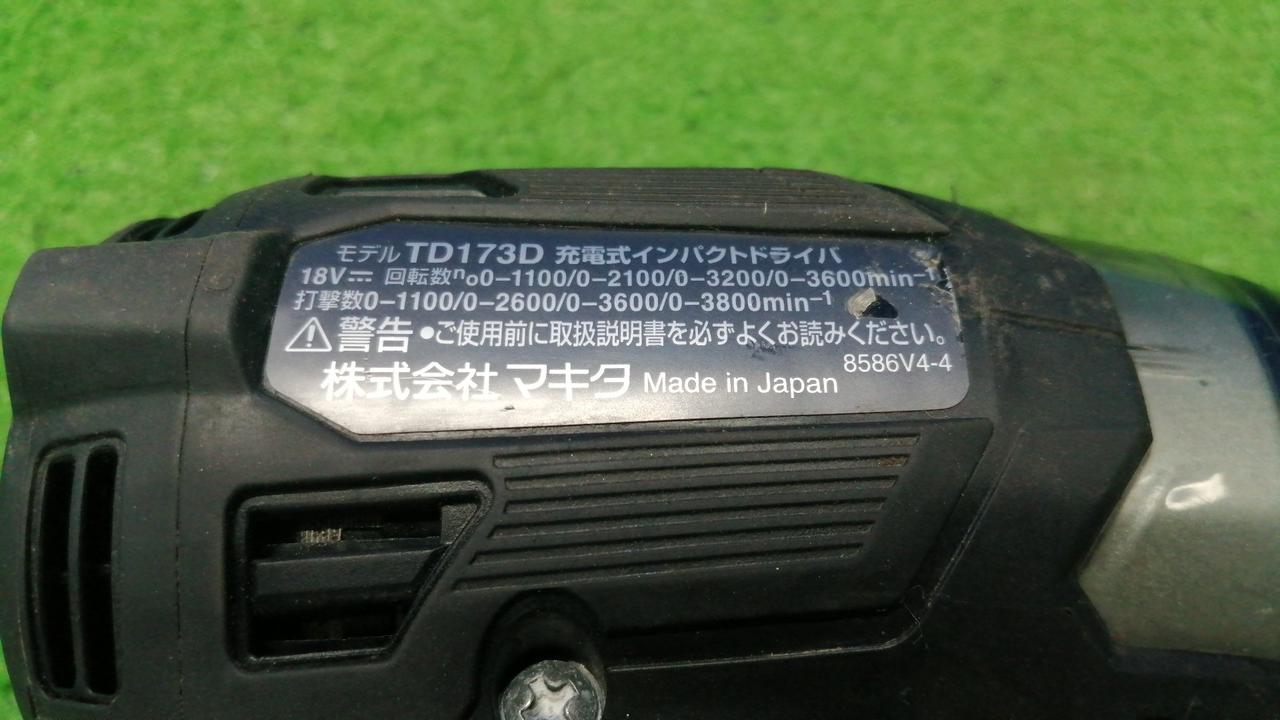 モデル TD173D 充電式インパクトドライバ
18V⎓ 回転数n₀0-1100/0-2100/0-3200/0-3600min⁻¹
打撃数0-1100/0-2600/0-3600/0-3800min⁻¹
⚠警告 •ご使用前に取扱説明書を必ずよくお読みください。
8586V4-4
株式会社マキタ Made in Japan